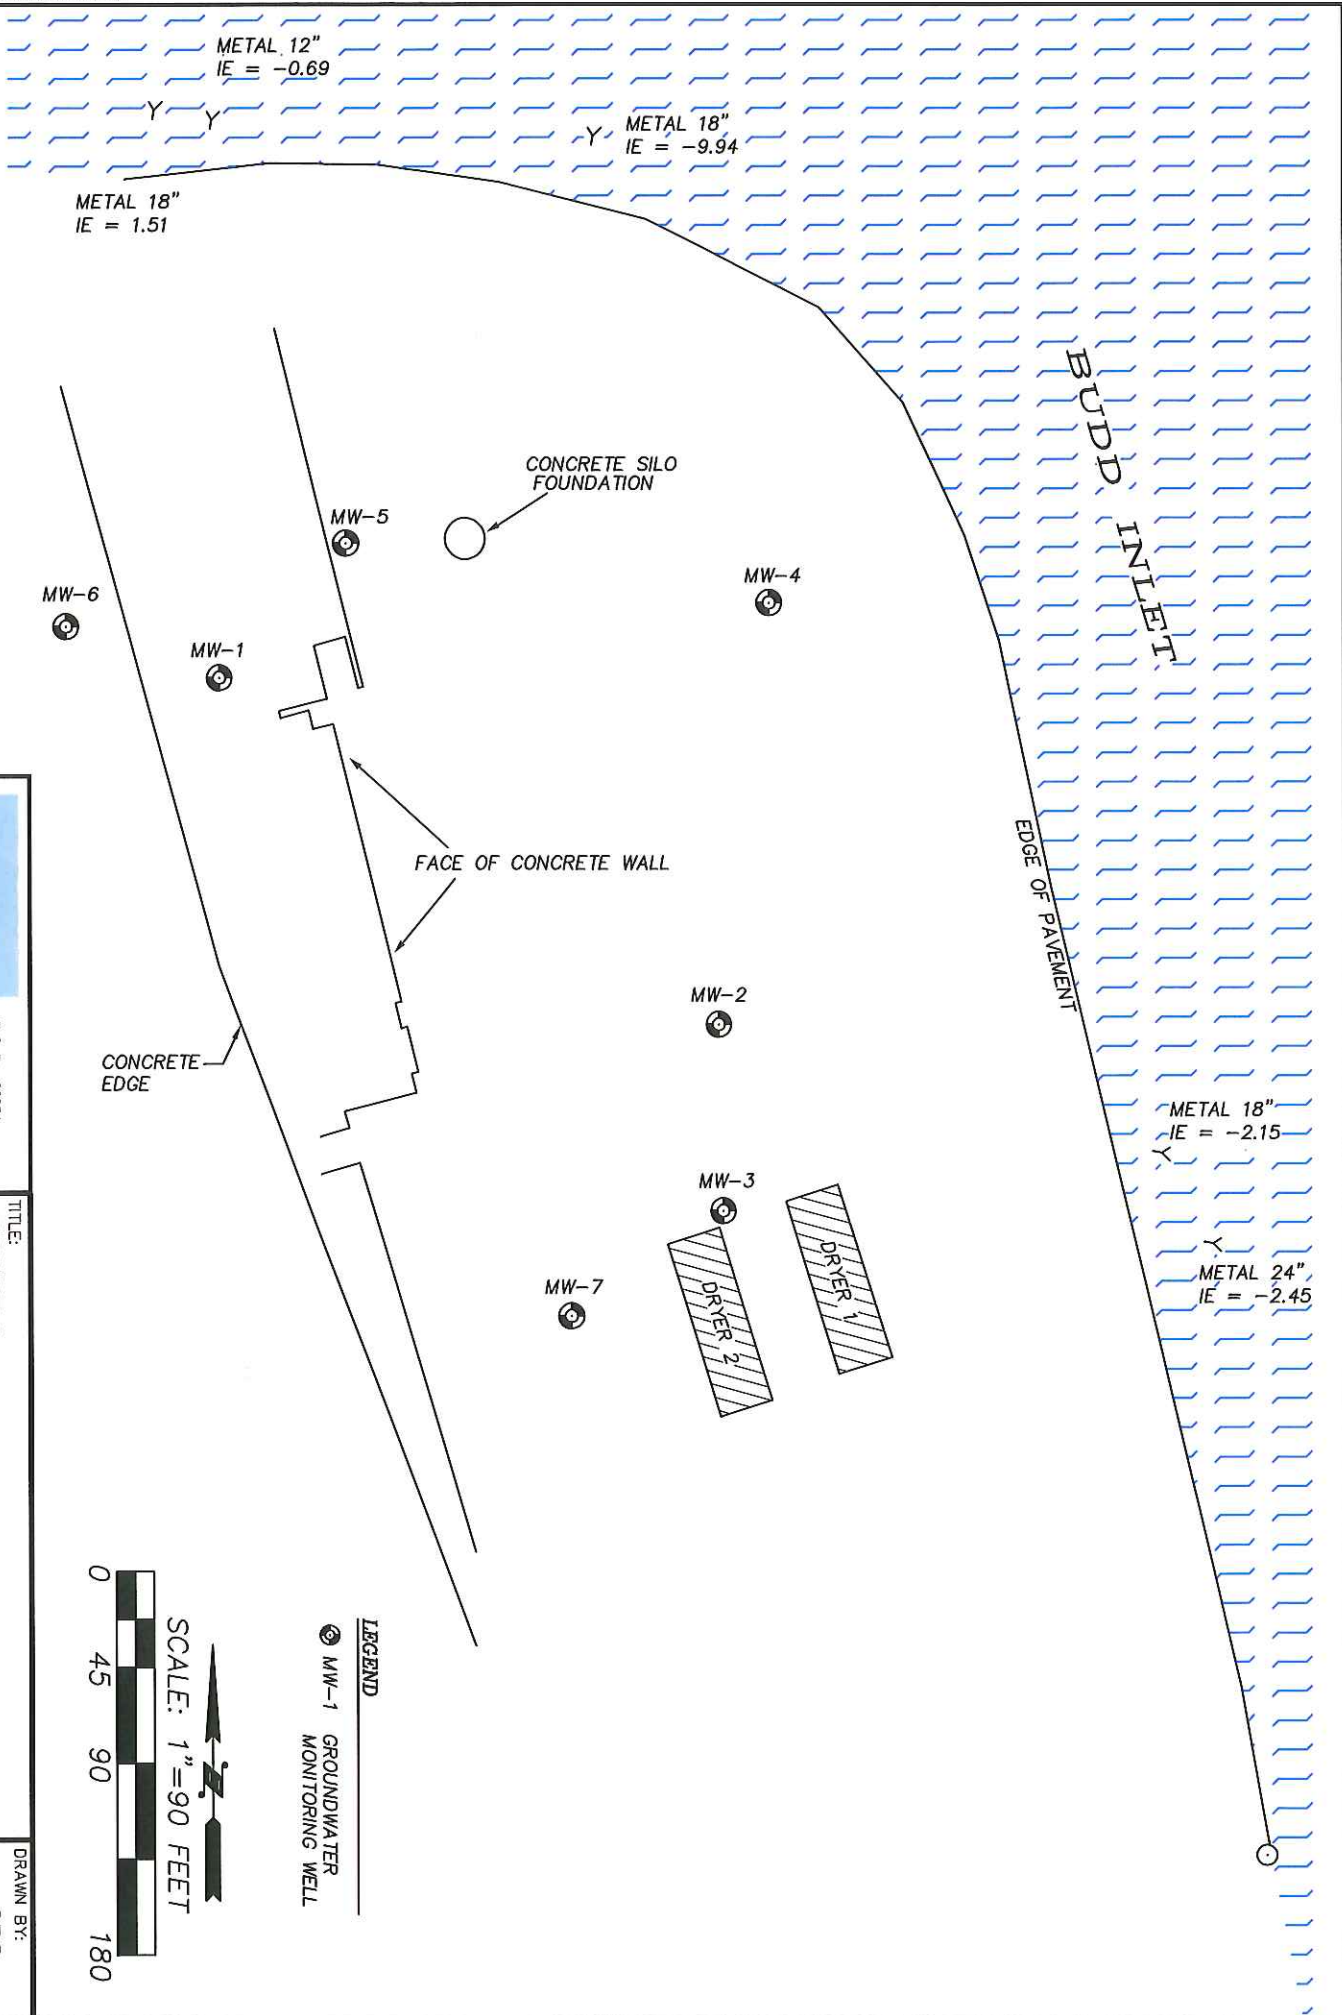 METAL 12"
IE = -0.69
Y
Y
Y
METAL 18"
IE = -9.94
METAL 18"
IE = 1.51
BUDD INLET
CONCRETE SILO
FOUNDATION
MW-5
MW-4
MW-6
MW-1
FACE OF CONCRETE WALL
EDGE OF PAVEMENT
MW-2
CONCRETE
EDGE
METAL 18"
IE = -2.15
Y
MW-3
DRYER 1
DRYER 2
Y
METAL 24"
IE = -2.45
MW-7
LEGEND
MW-1 GROUNDWATER
MONITORING WELL
N
SCALE: 1"=90 FEET
0 45 90 180
TITLE:
DRAWN BY: